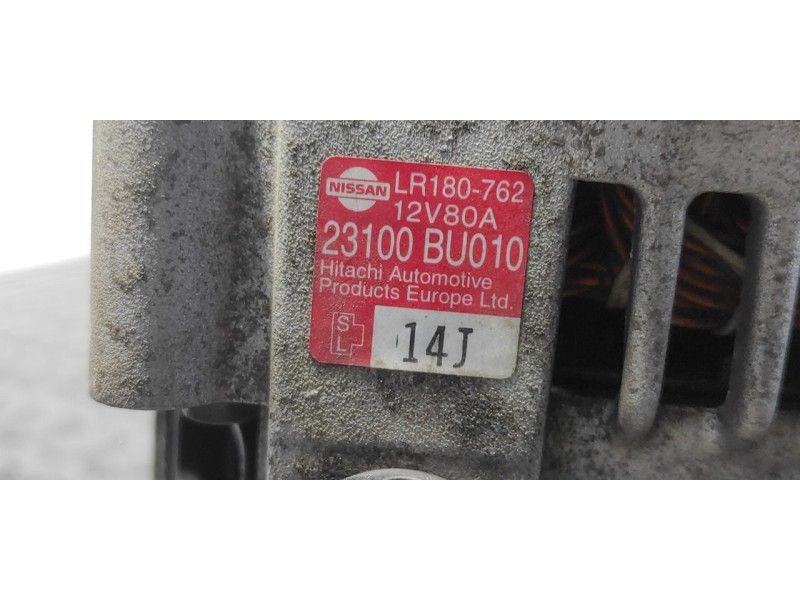 NISSAN LR180-762
12V80A
23100 BU010
Hitachi Automotive
Products Europe Ltd.
S
L
14J